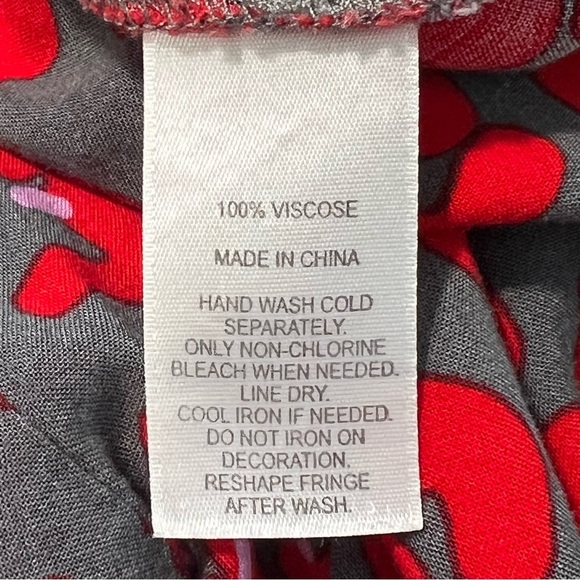 100% VISCOSE
MADE IN CHINA
HAND WASH COLD
SEPARATELY.
ONLY NON-CHLORINE
BLEACH WHEN NEEDED.
LINE DRY.
COOL IRON IF NEEDED.
DO NOT IRON ON
DECORATION.
RESHAPE FRINGE
AFTER WASH.